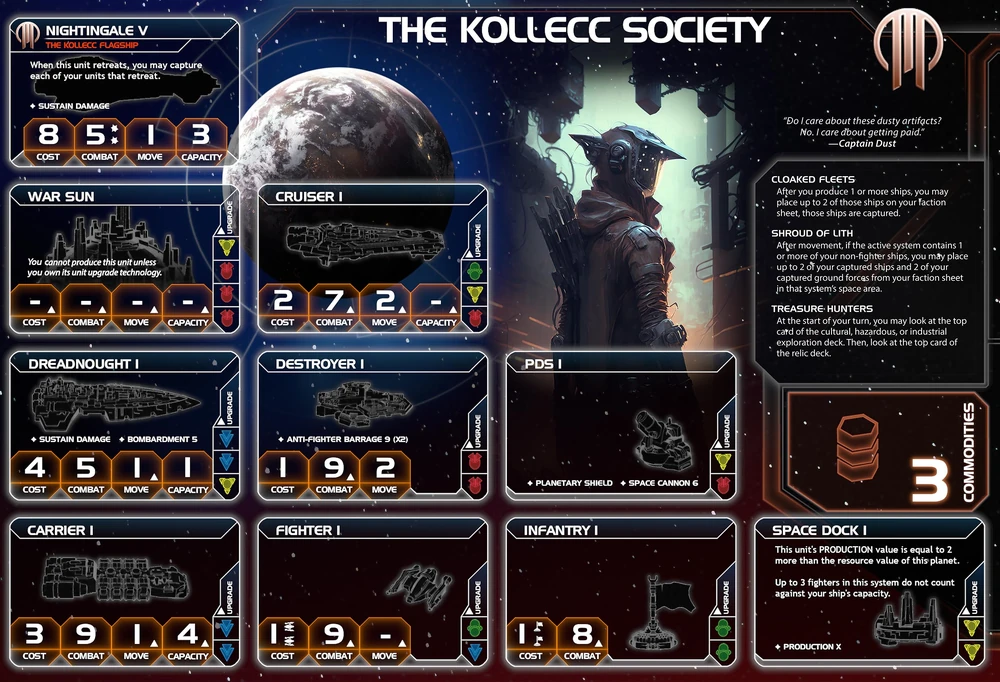 THE KOLLECC SOCIETY
NIGHTINGALE V
THE KOLLECC FLAGSHIP
When this unit retreats, you may capture
each of your units that retreat.
✦ SUSTAIN DAMAGE
8 5 1 3
COST COMBAT MOVE CAPACITY
"Do I care about these dusty artifacts?
No. I care about getting paid."
—Captain Dust
CLOAKED FLEETS
After you produce 1 or more ships, you may
place up to 2 of those ships on your faction
sheet, those ships are captured.
SHROUD OF LITH
After movement, if the active system contains 1
or more of your non-fighter ships, you may place
up to 2 of your captured ships and 2 of your
captured ground forces from your faction sheet
in that system's space area.
TREASURE HUNTERS
At the start of your turn, you may look at the top
card of the cultural, hazardous, or industrial
exploration deck. Then, look at the top card of
the relic deck.
WAR SUN
You cannot produce this unit unless
you own its unit upgrade technology.
UPGRADE
- - - -
COST COMBAT MOVE CAPACITY
CRUISER I
UPGRADE
2 7 2 -
COST COMBAT MOVE CAPACITY
DREADNOUGHT I
✦ SUSTAIN DAMAGE ✦ BOMBARDMENT 5
UPGRADE
4 5 1 1
COST COMBAT MOVE CAPACITY
DESTROYER I
✦ ANTI-FIGHTER BARRAGE 9 (X2)
UPGRADE
1 9 2
COST COMBAT MOVE
PDS I
✦ PLANETARY SHIELD ✦ SPACE CANNON 6
UPGRADE
3
COMMODITIES
CARRIER I
UPGRADE
3 9 1 4
COST COMBAT MOVE CAPACITY
FIGHTER I
UPGRADE
1 9 -
COST COMBAT MOVE
INFANTRY I
UPGRADE
1 8
COST COMBAT
SPACE DOCK I
This unit's PRODUCTION value is equal to 2
more than the resource value of this planet.
Up to 3 fighters in this system do not count
against your ship's capacity.
✦ PRODUCTION X
UPGRADE